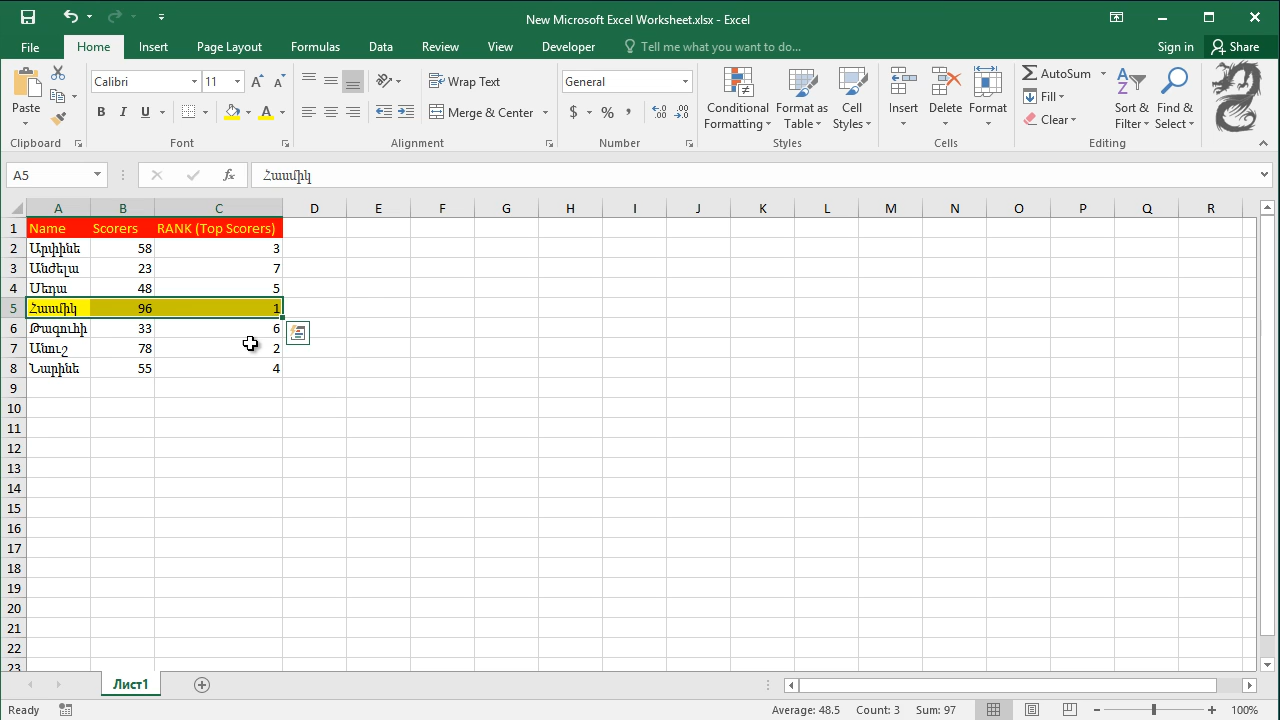 New Microsoft Excel Worksheet.xlsx - Excel
File Home Insert Page Layout Formulas Data Review View Developer Tell me what you want to do... Sign in Share
Paste
Calibri 11
B I U
Wrap Text
Merge & Center
General
$ % ,
Conditional Formatting
Format as Table
Cell Styles
Insert
Delete
Format
AutoSum
Fill
Clear
Sort & Filter
Find & Select
Clipboard Font Alignment Number Styles Cells Editing
A5 fx Հասմիկ
A B C D E F G H I J K L M N O P Q R
1 Name Scorers RANK (Top Scorers)
2 Արփինե 58 3
3 Անժելա 23 7
4 Սեդա 48 5
5 Հասմիկ 96 1
6 Թագուհի 33 6
7 Անուշ 78 2
8 Նարինե 55 4
9
10
11
12
13
14
15
16
17
18
19
20
21
22
23
Лист1
Ready Average: 48.5 Count: 3 Sum: 97 100%